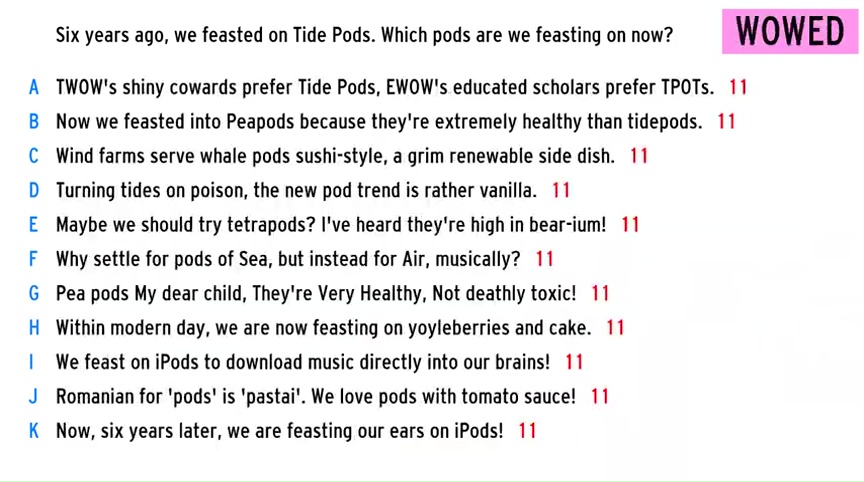 Six years ago, we feasted on Tide Pods. Which pods are we feasting on now?
WOWED
A TWOW's shiny cowards prefer Tide Pods, EWOW's educated scholars prefer TPOTs. 11
B Now we feasted into Peapods because they're extremely healthy than tidepods. 11
C Wind farms serve whale pods sushi-style, a grim renewable side dish. 11
D Turning tides on poison, the new pod trend is rather vanilla. 11
E Maybe we should try tetrapods? I've heard they're high in bear-ium! 11
F Why settle for pods of Sea, but instead for Air, musically? 11
G Pea pods My dear child, They're Very Healthy, Not deathly toxic! 11
H Within modern day, we are now feasting on yoyleberries and cake. 11
I We feast on iPods to download music directly into our brains! 11
J Romanian for 'pods' is 'pastai'. We love pods with tomato sauce! 11
K Now, six years later, we are feasting our ears on iPods! 11